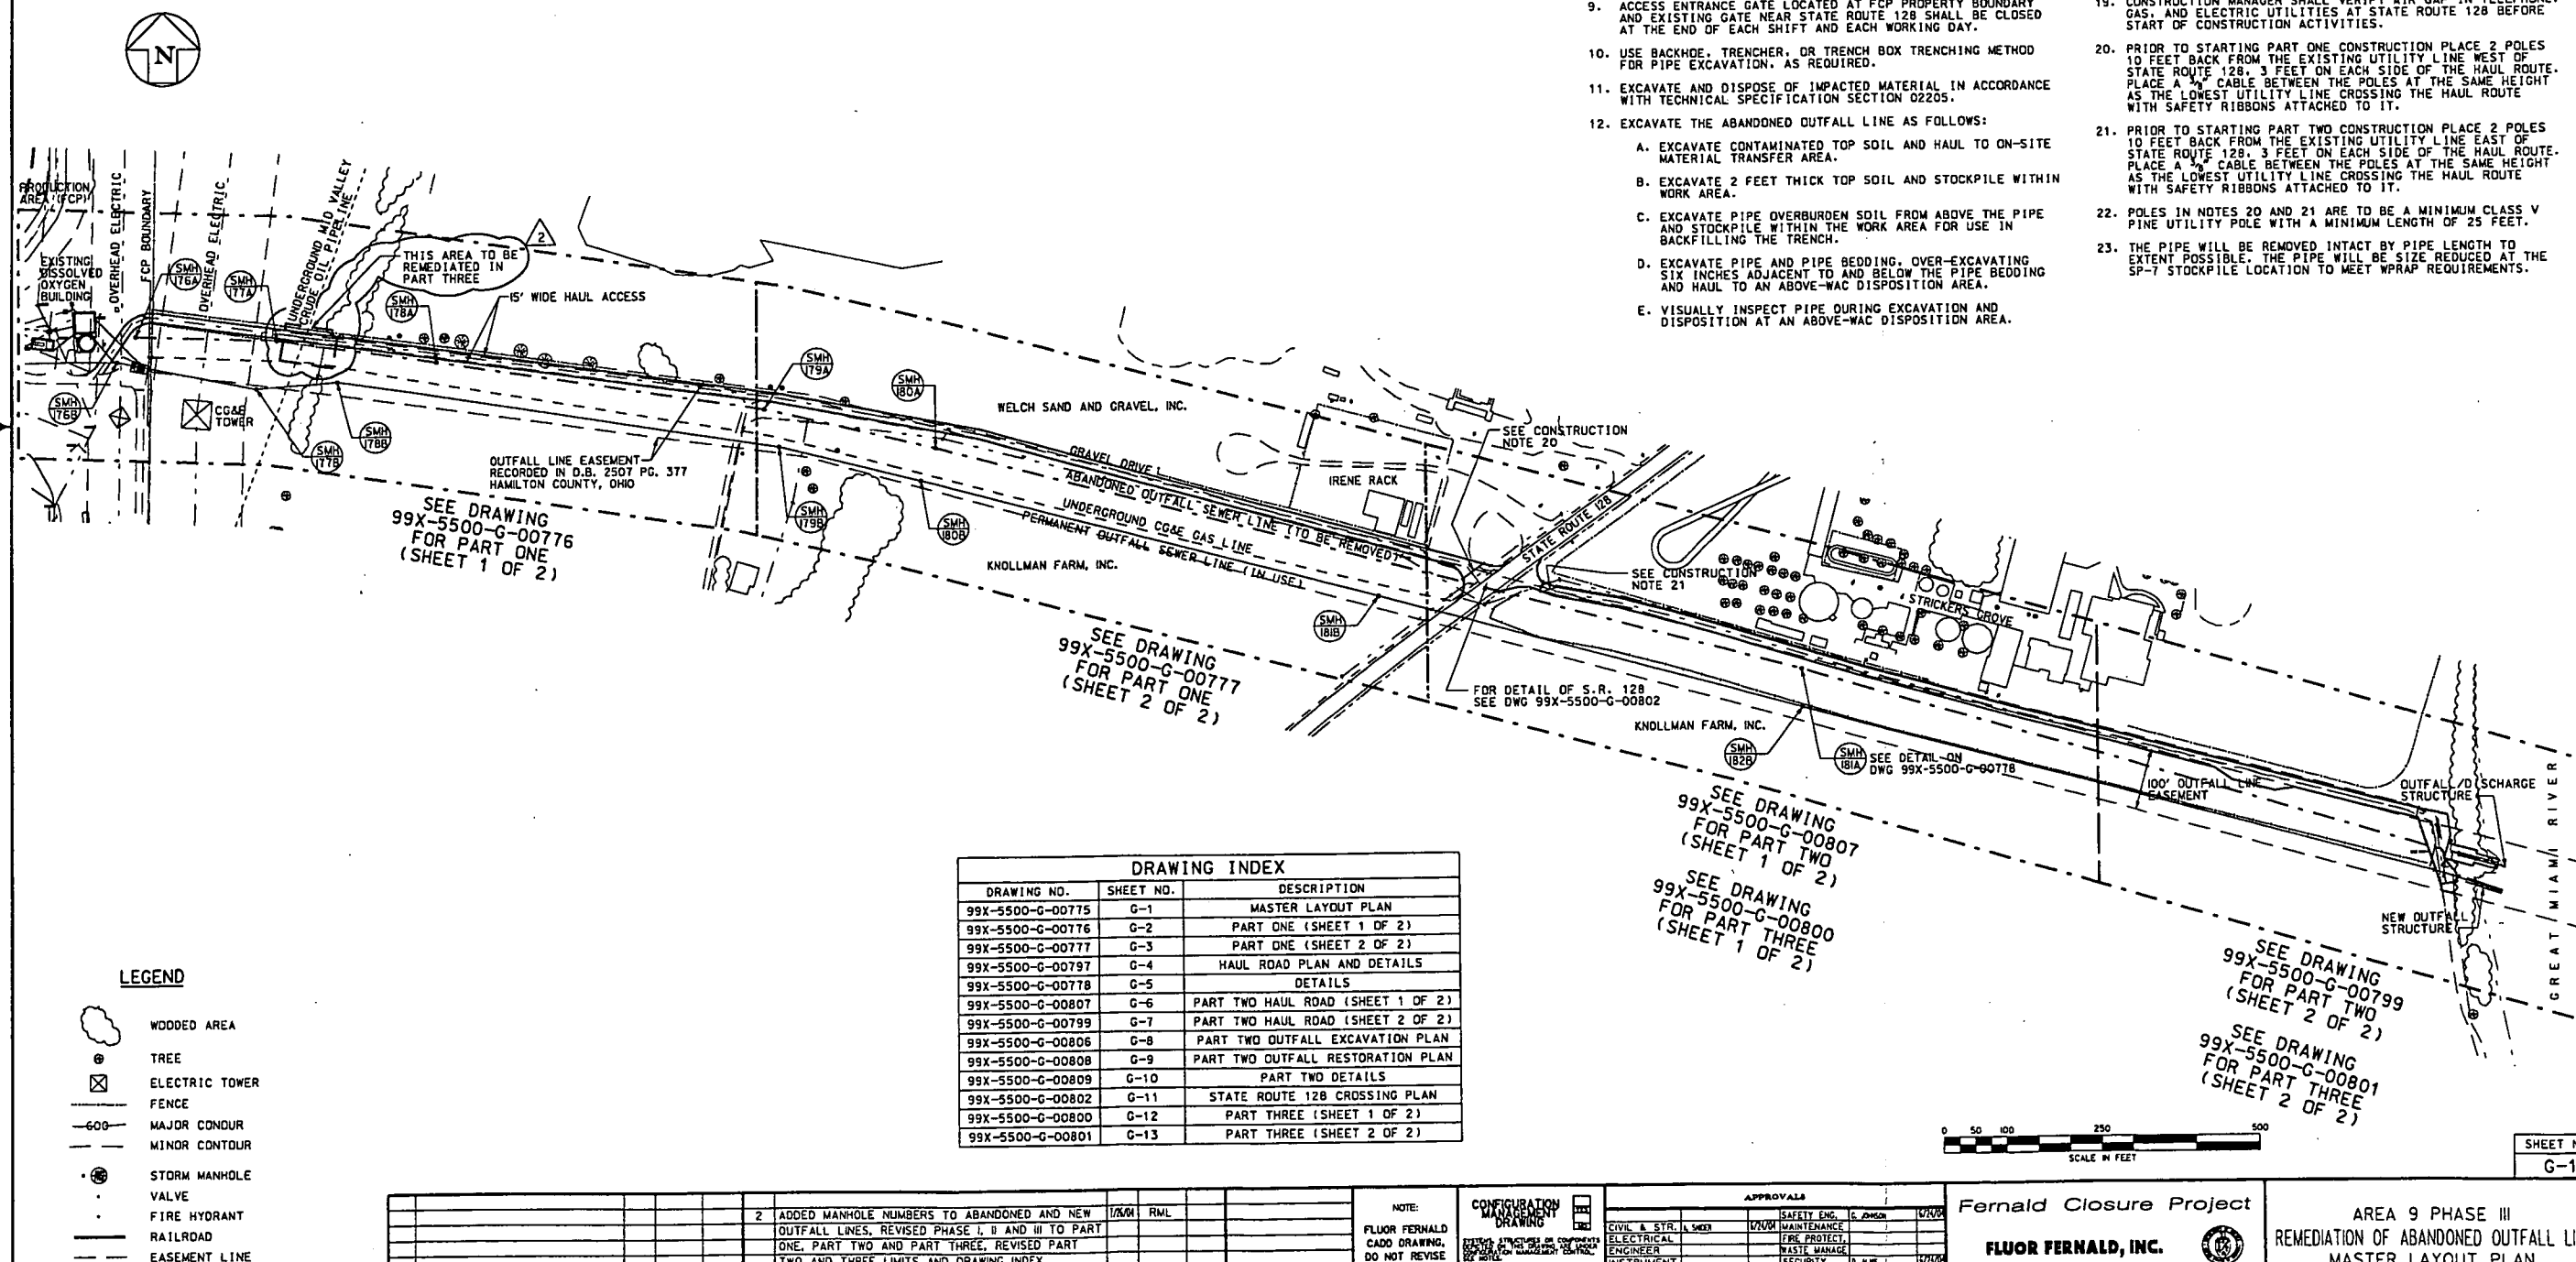 9. ACCESS ENTRANCE GATE LOCATED AT FCP PROPERTY BOUNDARY
AND EXISTING GATE NEAR STATE ROUTE 128 SHALL BE CLOSED
AT THE END OF EACH SHIFT AND EACH WORKING DAY.
10. USE BACKHOE, TRENCHER, OR TRENCH BOX TRENCHING METHOD
FOR PIPE EXCAVATION, AS REQUIRED.
11. EXCAVATE AND DISPOSE OF IMPACTED MATERIAL IN ACCORDANCE
WITH TECHNICAL SPECIFICATION SECTION 02205.
12. EXCAVATE THE ABANDONED OUTFALL LINE AS FOLLOWS:
A. EXCAVATE CONTAMINATED TOP SOIL AND HAUL TO ON-SITE
MATERIAL TRANSFER AREA.
B. EXCAVATE 2 FEET THICK TOP SOIL AND STOCKPILE WITHIN
WORK AREA.
C. EXCAVATE PIPE OVERBURDEN SOIL FROM ABOVE THE PIPE
AND STOCKPILE WITHIN THE WORK AREA FOR USE IN
BACKFILLING THE TRENCH.
D. EXCAVATE PIPE AND PIPE BEDDING, OVER-EXCAVATING
SIX INCHES ADJACENT TO AND BELOW THE PIPE BEDDING
AND HAUL TO AN ABOVE-WAC DISPOSITION AREA.
E. VISUALLY INSPECT PIPE DURING EXCAVATION AND
DISPOSITION AT AN ABOVE-WAC DISPOSITION AREA.
19. CONSTRUCTION MANAGER SHALL VERIFY AIR GAP IN TELEPHONE,
GAS, AND ELECTRIC UTILITIES AT STATE ROUTE 128 BEFORE
START OF CONSTRUCTION ACTIVITIES.
20. PRIOR TO STARTING PART ONE CONSTRUCTION PLACE 2 POLES
10 FEET BACK FROM THE EXISTING UTILITY LINE WEST OF
STATE ROUTE 128, 3 FEET ON EACH SIDE OF THE HAUL ROUTE.
PLACE A CABLE BETWEEN THE POLES AT THE SAME HEIGHT
AS THE LOWEST UTILITY LINE CROSSING THE HAUL ROUTE
WITH SAFETY RIBBONS ATTACHED TO IT.
21. PRIOR TO STARTING PART TWO CONSTRUCTION PLACE 2 POLES
10 FEET BACK FROM THE EXISTING UTILITY LINE EAST OF
STATE ROUTE 128, 3 FEET ON EACH SIDE OF THE HAUL ROUTE.
PLACE A CABLE BETWEEN THE POLES AT THE SAME HEIGHT
AS THE LOWEST UTILITY LINE CROSSING THE HAUL ROUTE
WITH SAFETY RIBBONS ATTACHED TO IT.
22. POLES IN NOTES 20 AND 21 ARE TO BE A MINIMUM CLASS V
PINE UTILITY POLE WITH A MINIMUM LENGTH OF 25 FEET.
23. THE PIPE WILL BE REMOVED INTACT BY PIPE LENGTH TO
EXTENT POSSIBLE. THE PIPE WILL BE SIZE REDUCED AT THE
SP-7 STOCKPILE LOCATION TO MEET WPRAP REQUIREMENTS.
N
PRODUCTION
AREA (FCP)
OVERHEAD ELECTRIC
FCP BOUNDARY
OVERHEAD ELECTRIC
UNDERGROUND MID VALLEY
CRUDE OIL PIPELINE
2
THIS AREA TO BE
REMEDIATED IN
PART THREE
EXISTING
DISSOLVED
OXYGEN
BUILDING
SMH
176A
SMH
177A
SMH
178A
15' WIDE HAUL ACCESS
SMH
179A
SMH
180A
SMH
176B
CG&E
TOWER
SMH
177B
SMH
178B
OUTFALL LINE EASEMENT
RECORDED IN D.B. 2507 PG. 377
HAMILTON COUNTY, OHIO
SMH
179B
SMH
180B
WELCH SAND AND GRAVEL, INC.
GRAVEL DRIVE
ABANDONED OUTFALL SEWER LINE (TO BE REMOVED)
UNDERGROUND CG&E GAS LINE
PERMANENT OUTFALL SEWER LINE (IN USE)
KNOLLMAN FARM, INC.
IRENE RACK
SEE CONSTRUCTION
NOTE 20
STATE ROUTE 128
SEE CONSTRUCTION
NOTE 21
STRICKERS GROVE
SMH
181B
FOR DETAIL OF S.R. 128
SEE DWG 99X-5500-G-00802
KNOLLMAN FARM, INC.
SMH
182B
SMH
181A
SEE DETAIL ON
DWG 99X-5500-G-00778
100' OUTFALL LINE
EASEMENT
OUTFALL/DISCHARGE
STRUCTURE
NEW OUTFALL
STRUCTURE
GREAT MIAMI RIVER
SEE DRAWING
99X-5500-G-00776
FOR PART ONE
(SHEET 1 OF 2)
SEE DRAWING
99X-5500-G-00777
FOR PART ONE
(SHEET 2 OF 2)
SEE DRAWING
99X-5500-G-00807
FOR PART TWO
(SHEET 1 OF 2)
SEE DRAWING
99X-5500-G-00800
FOR PART THREE
(SHEET 1 OF 2)
SEE DRAWING
99X-5500-G-00799
FOR PART TWO
(SHEET 2 OF 2)
SEE DRAWING
99X-5500-G-00801
FOR PART THREE
(SHEET 2 OF 2)
DRAWING INDEX
DRAWING NO. SHEET NO. DESCRIPTION
99X-5500-G-00775 G-1 MASTER LAYOUT PLAN
99X-5500-G-00776 G-2 PART ONE (SHEET 1 OF 2)
99X-5500-G-00777 G-3 PART ONE (SHEET 2 OF 2)
99X-5500-G-00797 G-4 HAUL ROAD PLAN AND DETAILS
99X-5500-G-00778 G-5 DETAILS
99X-5500-G-00807 G-6 PART TWO HAUL ROAD (SHEET 1 OF 2)
99X-5500-G-00799 G-7 PART TWO HAUL ROAD (SHEET 2 OF 2)
99X-5500-G-00806 G-8 PART TWO OUTFALL EXCAVATION PLAN
99X-5500-G-00808 G-9 PART TWO OUTFALL RESTORATION PLAN
99X-5500-G-00809 G-10 PART TWO DETAILS
99X-5500-G-00802 G-11 STATE ROUTE 128 CROSSING PLAN
99X-5500-G-00800 G-12 PART THREE (SHEET 1 OF 2)
99X-5500-G-00801 G-13 PART THREE (SHEET 2 OF 2)
LEGEND
WOODED AREA
TREE
ELECTRIC TOWER
FENCE
600 MAJOR CONOUR
MINOR CONTOUR
STORM MANHOLE
VALVE
FIRE HYDRANT
RAILROAD
EASEMENT LINE
0 50 100 250 500
SCALE IN FEET
SHEET
G-1
2 ADDED MANHOLE NUMBERS TO ABANDONED AND NEW RML
OUTFALL LINES, REVISED PHASE I, II AND III TO PART
ONE, PART TWO AND PART THREE, REVISED PART
TWO AND THREE LIMITS AND DRAWING INDEX
NOTE:
FLUOR FERNALD
CADD DRAWING.
DO NOT REVISE
CONFIGURATION
MANAGEMENT
DRAWING
APPROVALS
CIVIL & STR.
ELECTRICAL
ENGINEER
INSTRUMENT
SAFETY ENG.
MAINTENANCE
FIRE PROTECT.
WASTE MANAGE
SECURITY
Fernald Closure Project
FLUOR FERNALD, INC.
AREA 9 PHASE III
REMEDIATION OF ABANDONED OUTFALL
MASTER LAYOUT PLAN